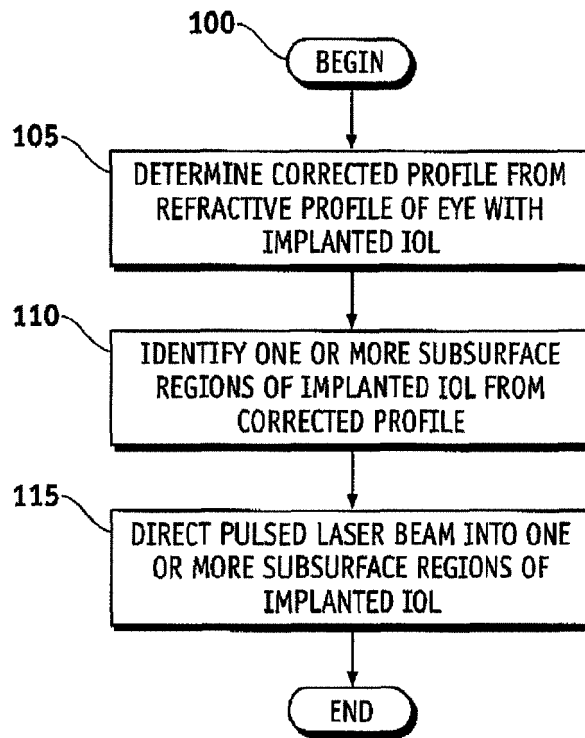 100
BEGIN
105
DETERMINE CORRECTED PROFILE FROM
REFRACTIVE PROFILE OF EYE WITH
IMPLANTED IOL
110
IDENTIFY ONE OR MORE SUBSURFACE
REGIONS OF IMPLANTED IOL FROM
CORRECTED PROFILE
115
DIRECT PULSED LASER BEAM INTO ONE
OR MORE SUBSURFACE REGIONS OF
IMPLANTED IOL
END